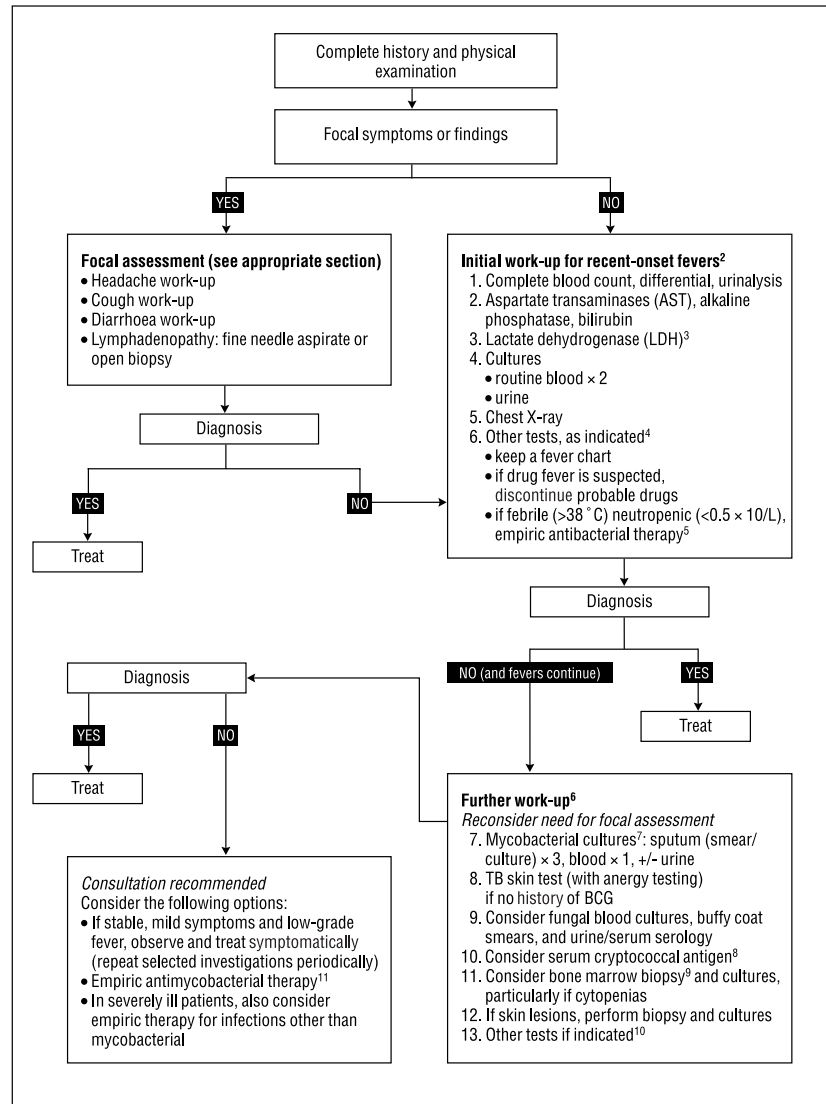 Complete history and physical
examination
Focal symptoms or findings
YES
NO
Focal assessment (see appropriate section)
• Headache work-up
• Cough work-up
• Diarrhoea work-up
• Lymphadenopathy: fine needle aspirate or
open biopsy
Diagnosis
YES
NO
Treat
Initial work-up for recent-onset fevers²
1. Complete blood count, differential, urinalysis
2. Aspartate transaminases (AST), alkaline
phosphatase, bilirubin
3. Lactate dehydrogenase (LDH)³
4. Cultures
• routine blood × 2
• urine
5. Chest X-ray
6. Other tests, as indicated⁴
• keep a fever chart
• if drug fever is suspected,
discontinue probable drugs
• if febrile (>38 °C) neutropenic (<0.5 × 10/L),
empiric antibacterial therapy⁵
Diagnosis
NO (and fevers continue)
YES
Treat
Further work-up⁶
Reconsider need for focal assessment
7. Mycobacterial cultures⁷: sputum (smear/
culture) × 3, blood × 1, +/- urine
8. TB skin test (with anergy testing)
if no history of BCG
9. Consider fungal blood cultures, buffy coat
smears, and urine/serum serology
10. Consider serum cryptococcal antigen⁸
11. Consider bone marrow biopsy⁹ and cultures,
particularly if cytopenias
12. If skin lesions, perform biopsy and cultures
13. Other tests if indicated¹⁰
Diagnosis
YES
NO
Treat
Consultation recommended
Consider the following options:
• If stable, mild symptoms and low-grade
fever, observe and treat symptomatically
(repeat selected investigations periodically)
• Empiric antimycobacterial therapy¹¹
• In severely ill patients, also consider
empiric therapy for infections other than
mycobacterial